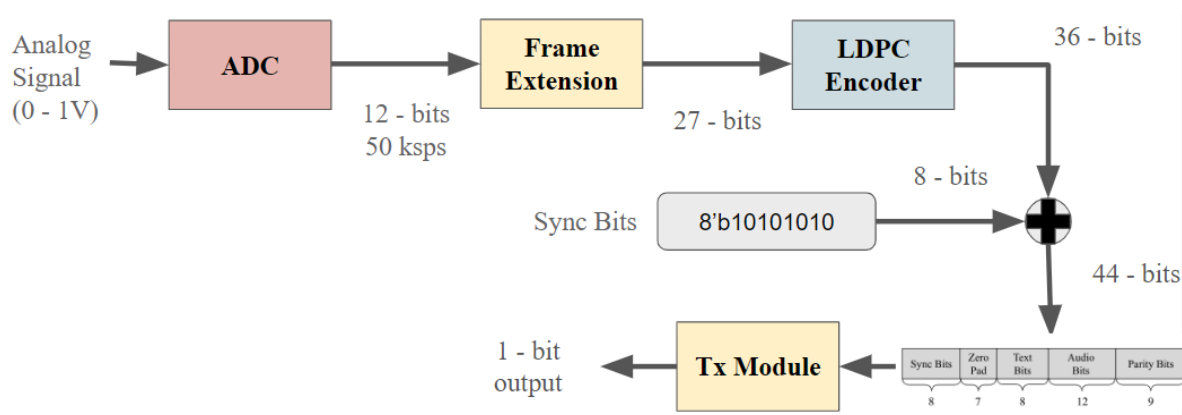 Analog
Signal
(0 - 1V)
ADC
12 - bits
50 ksps
Frame
Extension
27 - bits
LDPC
Encoder
36 - bits
Sync Bits
8'b10101010
8 - bits
44 - bits
1 - bit
output
Tx Module
Sync Bits
Zero
Pad
Text
Bits
Audio
Bits
Parity Bits
8
7
8
12
9